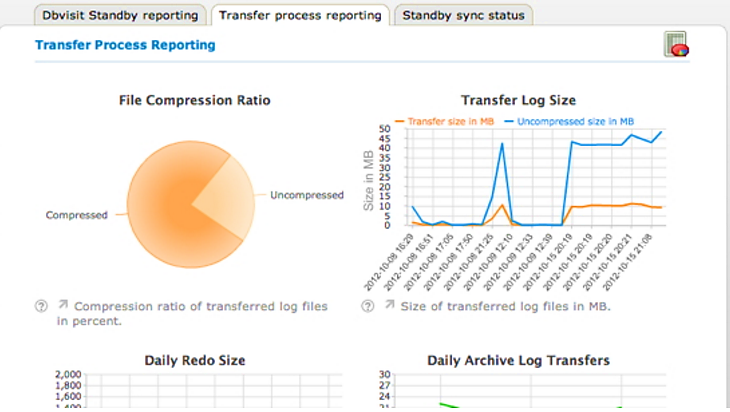 Dbvisit Standby reporting
Transfer process reporting
Standby sync status
Transfer Process Reporting
File Compression Ratio
Compressed
Uncompressed
Compression ratio of transferred log files
in percent.
Transfer Log Size
Transfer size in MB
Uncompressed size in MB
Size in MB
50
45
40
35
30
25
20
15
10
5
0
2012-10-08 16:29
2012-10-08 16:51
2012-10-08 17:05
2012-10-08 17:50
2012-10-08 21:25
2012-10-09 12:10
2012-10-09 12:33
2012-10-09 12:39
2012-10-15 20:19
2012-10-15 20:19
2012-10-15 20:20
2012-10-15 20:21
2012-10-15 21:08
Size of transferred log files in MB.
Daily Redo Size
2,000
1,800
1,600
Daily Archive Log Transfers
30
27
24